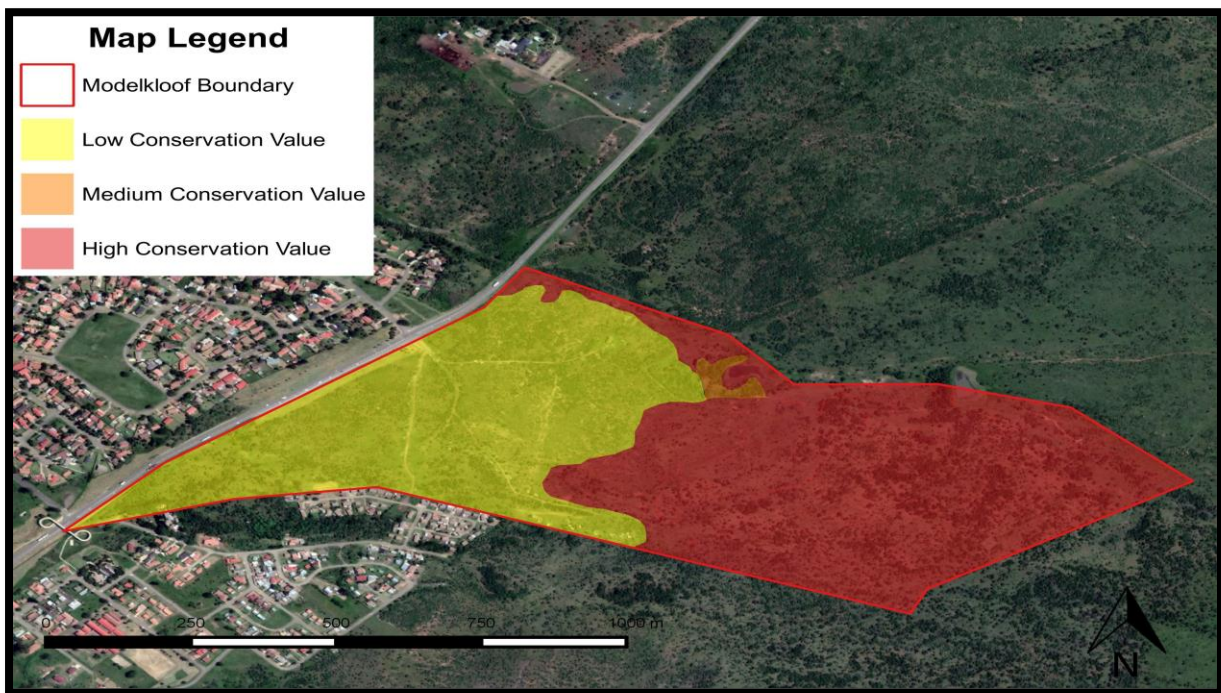 Map Legend
Modelkloof Boundary
Low Conservation Value
Medium Conservation Value
High Conservation Value
0 250 500 750 1000 m
N